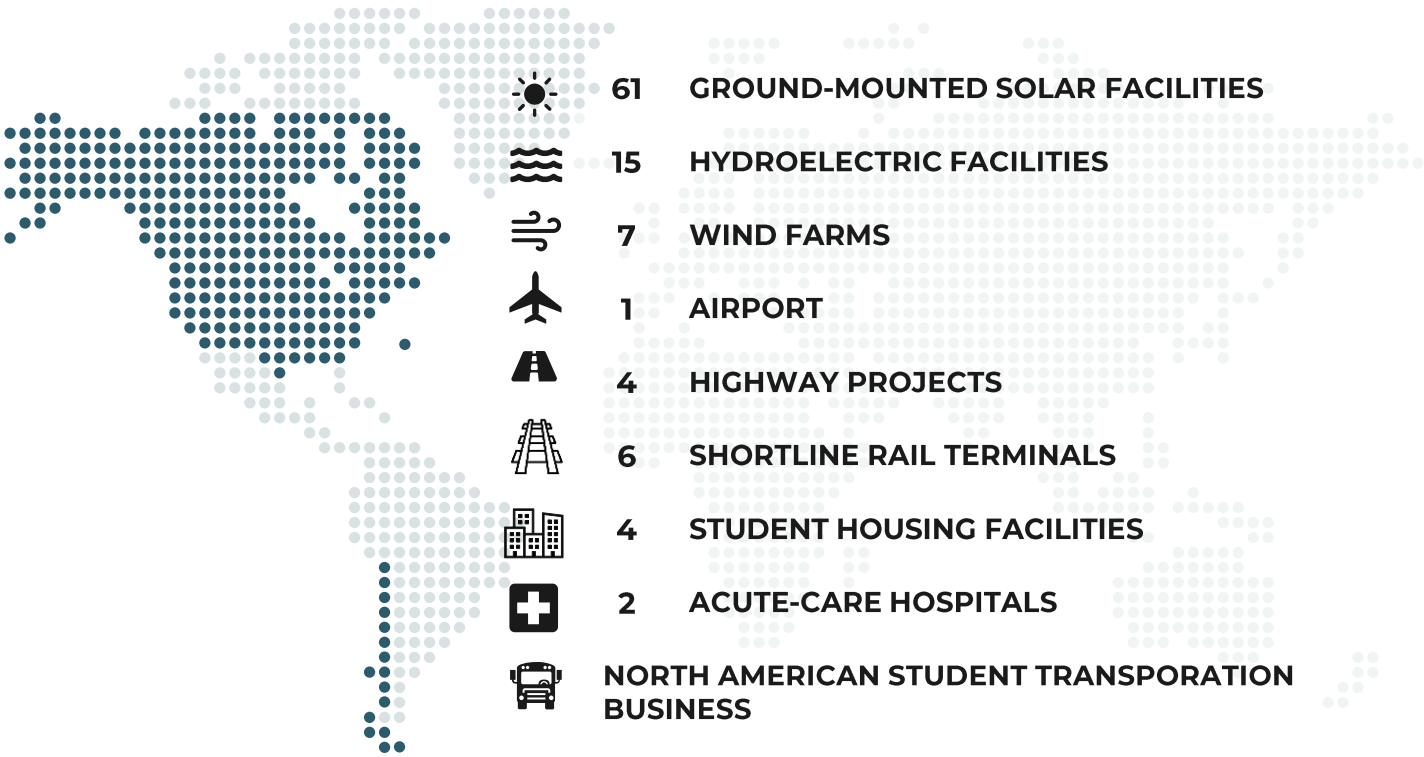 61 GROUND-MOUNTED SOLAR FACILITIES
15 HYDROELECTRIC FACILITIES
7 WIND FARMS
1 AIRPORT
4 HIGHWAY PROJECTS
6 SHORTLINE RAIL TERMINALS
4 STUDENT HOUSING FACILITIES
2 ACUTE-CARE HOSPITALS
NORTH AMERICAN STUDENT TRANSPORATION
BUSINESS